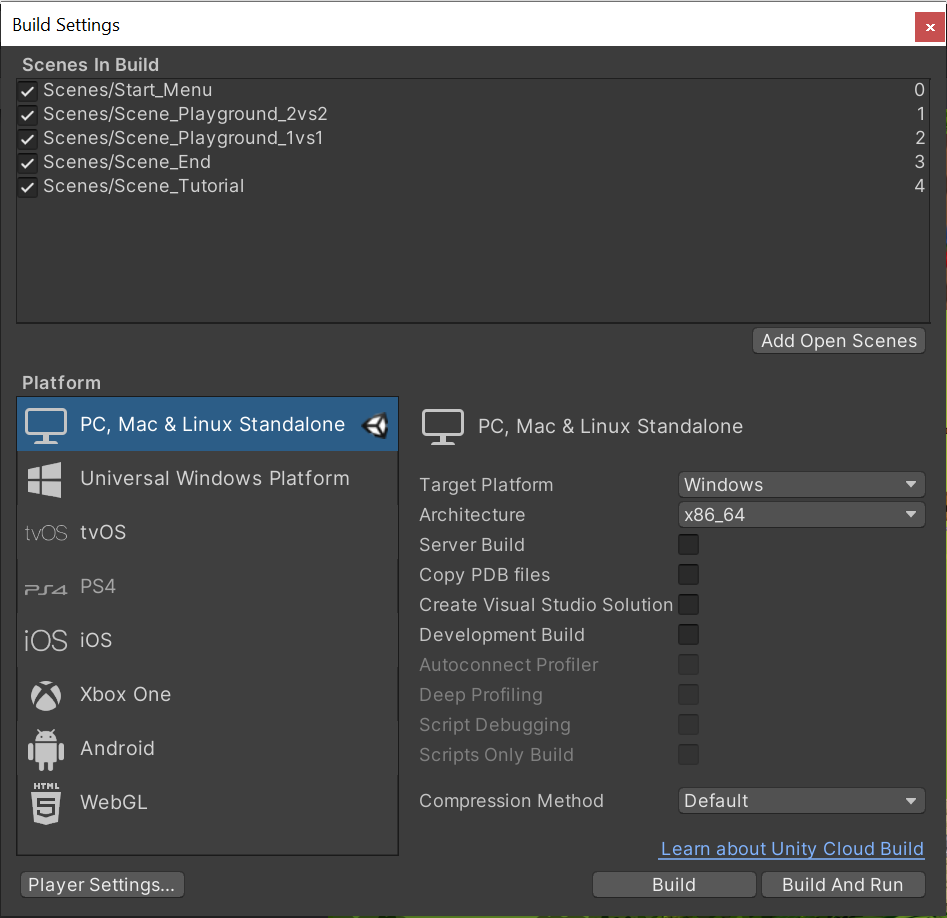 Build Settings
Scenes In Build
Scenes/Start_Menu 0
Scenes/Scene_Playground_2vs2 1
Scenes/Scene_Playground_1vs1 2
Scenes/Scene_End 3
Scenes/Scene_Tutorial 4
Add Open Scenes
Platform
PC, Mac & Linux Standalone
Universal Windows Platform
tvOS tvOS
PS4 PS4
iOS iOS
Xbox One
Android
HTML 5 WebGL
PC, Mac & Linux Standalone
Target Platform Windows
Architecture x86_64
Server Build
Copy PDB files
Create Visual Studio Solution
Development Build
Autoconnect Profiler
Deep Profiling
Script Debugging
Scripts Only Build
Compression Method Default
Learn about Unity Cloud Build
Player Settings... Build Build And Run